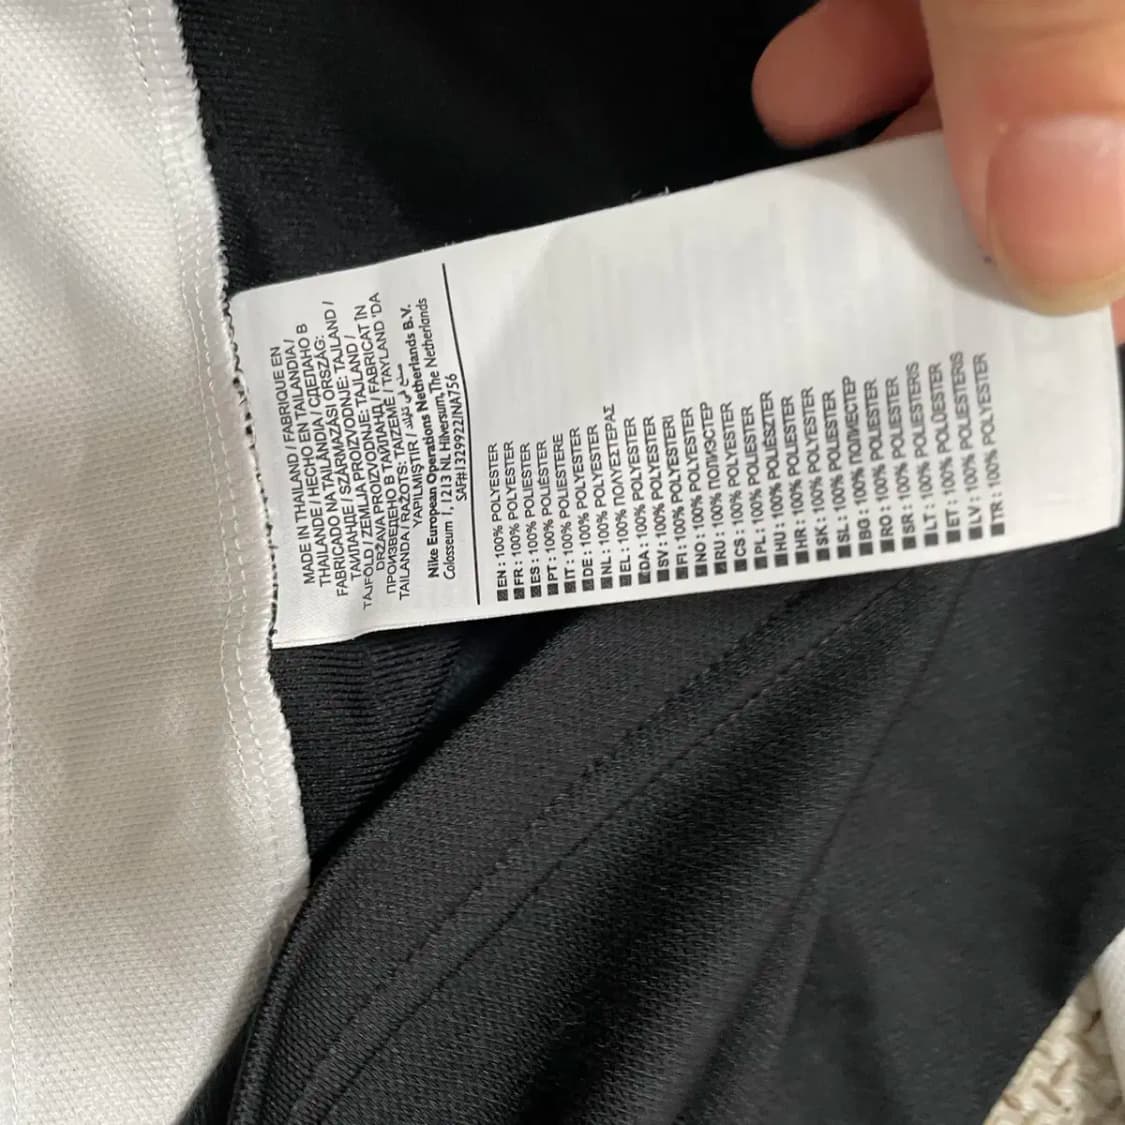 MADE IN THAILAND / FABRIQUE EN
THAILANDE / HECHO EN TAILANDIA /
FABRICADO NA TAILÂNDIA / СДЕЛАНО В
ТАИЛАНДЕ / SZÁRMAZÁSI ORSZÁG:
TAJFÖLD / ZEMLJA PROIZVODNJE: TAJLAND /
DRŽAVA PROIZVODNJE: TAJLAND /
ПРОИЗВЕДЕНО В ТАЙЛАНД / FABRICAT ÎN
TAILANDA / RAŽOTS: TAIZEMĒ / TAYLAND 'DA
YAPILMIŞTIR / صنع في تايلاند
Nike European Operations Netherlands B.V.
Colosseum 1, 1213 NL Hilversum, The Netherlands
SAF#1329922/NA756
EN : 100% POLYESTER
FR : 100% POLYESTER
ES : 100% POLIESTER
PT : 100% POLIÉSTER
IT : 100% POLIESTERE
DE : 100% POLYESTER
NL : 100% POLYESTER
EL : 100% ΠΟΛΥΕΣΤΕΡΑΣ
DA : 100% POLYESTER
SV : 100% POLYESTER
FI : 100% POLYESTERI
NO : 100% POLYESTER
RU : 100% ПОЛИЭСТЕР
CS : 100% POLYESTER
PL : 100% POLIESTER
HU : 100% POLIÉSZTER
HR : 100% POLIESTER
SK : 100% POLYESTER
SL : 100% POLIESTER
BG : 100% ПОЛИЕСТЕР
RO : 100% POLIESTER
SR : 100% POLIESTER
LT : 100% POLIESTERIS
ET : 100% POLÜESTER
LV : 100% POLIESTERIS
TR : 100% POLYESTER